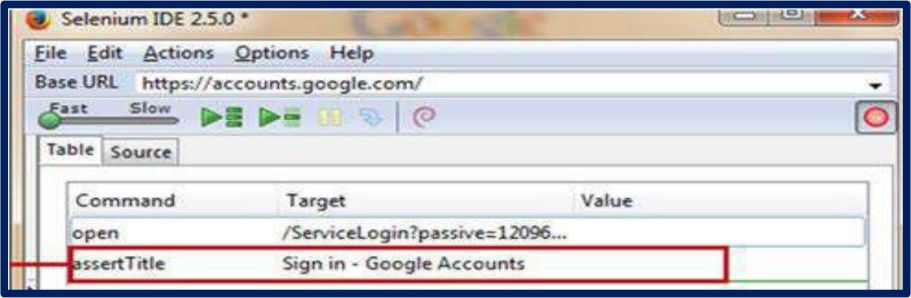 Selenium IDE 2.5.0 *
File Edit Actions Options Help
Base URL https://accounts.google.com/
Fast Slow
Table Source
Command Target Value
open /ServiceLogin?passive=12096...
assertTitle Sign in - Google Accounts